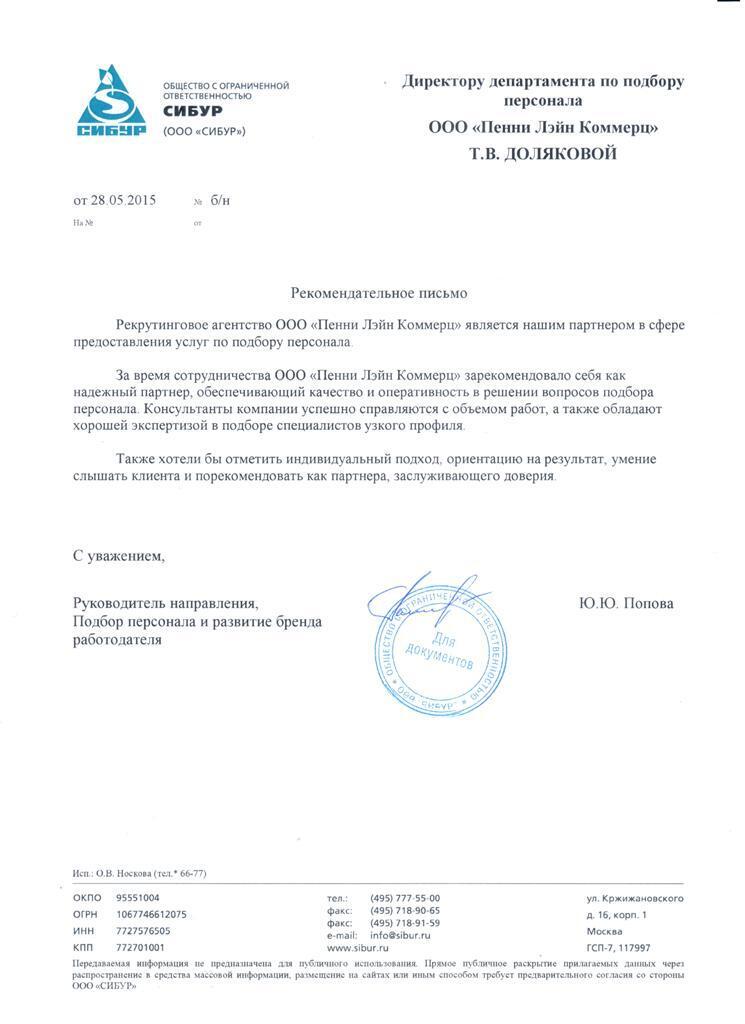 СИБУР
ОБЩЕСТВО С ОГРАНИЧЕННОЙ
ОТВЕТСТВЕННОСТЬЮ
СИБУР
(ООО «СИБУР»)
Директору департамента по подбору
персонала
ООО «Пенни Лэйн Коммерц»
Т.В. ДОЛЯКОВОЙ
от 28.05.2015 № б/н
На № от
Рекомендательное письмо
Рекрутинговое агентство ООО «Пенни Лэйн Коммерц» является нашим партнером в сфере
предоставления услуг по подбору персонала.
За время сотрудничества ООО «Пенни Лэйн Коммерц» зарекомендовало себя как
надежный партнер, обеспечивающий качество и оперативность в решении вопросов подбора
персонала. Консультанты компании успешно справляются с объемом работ, а также обладают
хорошей экспертизой в подборе специалистов узкого профиля.
Также хотели бы отметить индивидуальный подход, ориентацию на результат, умение
слышать клиента и порекомендовать как партнера, заслуживающего доверия.
С уважением,
Руководитель направления,
Подбор персонала и развитие бренда
работодателя
ОБЩЕСТВО С ОГРАНИЧЕННОЙ ОТВЕТСТВЕННОСТЬЮ
* ООО "СИБУР" *
Для
документов
Ю.Ю. Попова
Исп.: О.В. Носкова (тел.* 66-77)
ОКПО 95551004
ОГРН 1067746612075
ИНН 7727576505
КПП 772701001
тел.: (495) 777-55-00
факс: (495) 718-90-65
факс: (495) 718-91-59
e-mail: info@sibur.ru
www.sibur.ru
ул. Кржижановского
д. 16, корп. 1
Москва
ГСП-7, 117997
Передаваемая информация не предназначена для публичного использования. Прямое публичное раскрытие прилагаемых данных через
распространение в средства массовой информации, размещение на сайтах или иным способом требует предварительного согласия со стороны
ООО «СИБУР»